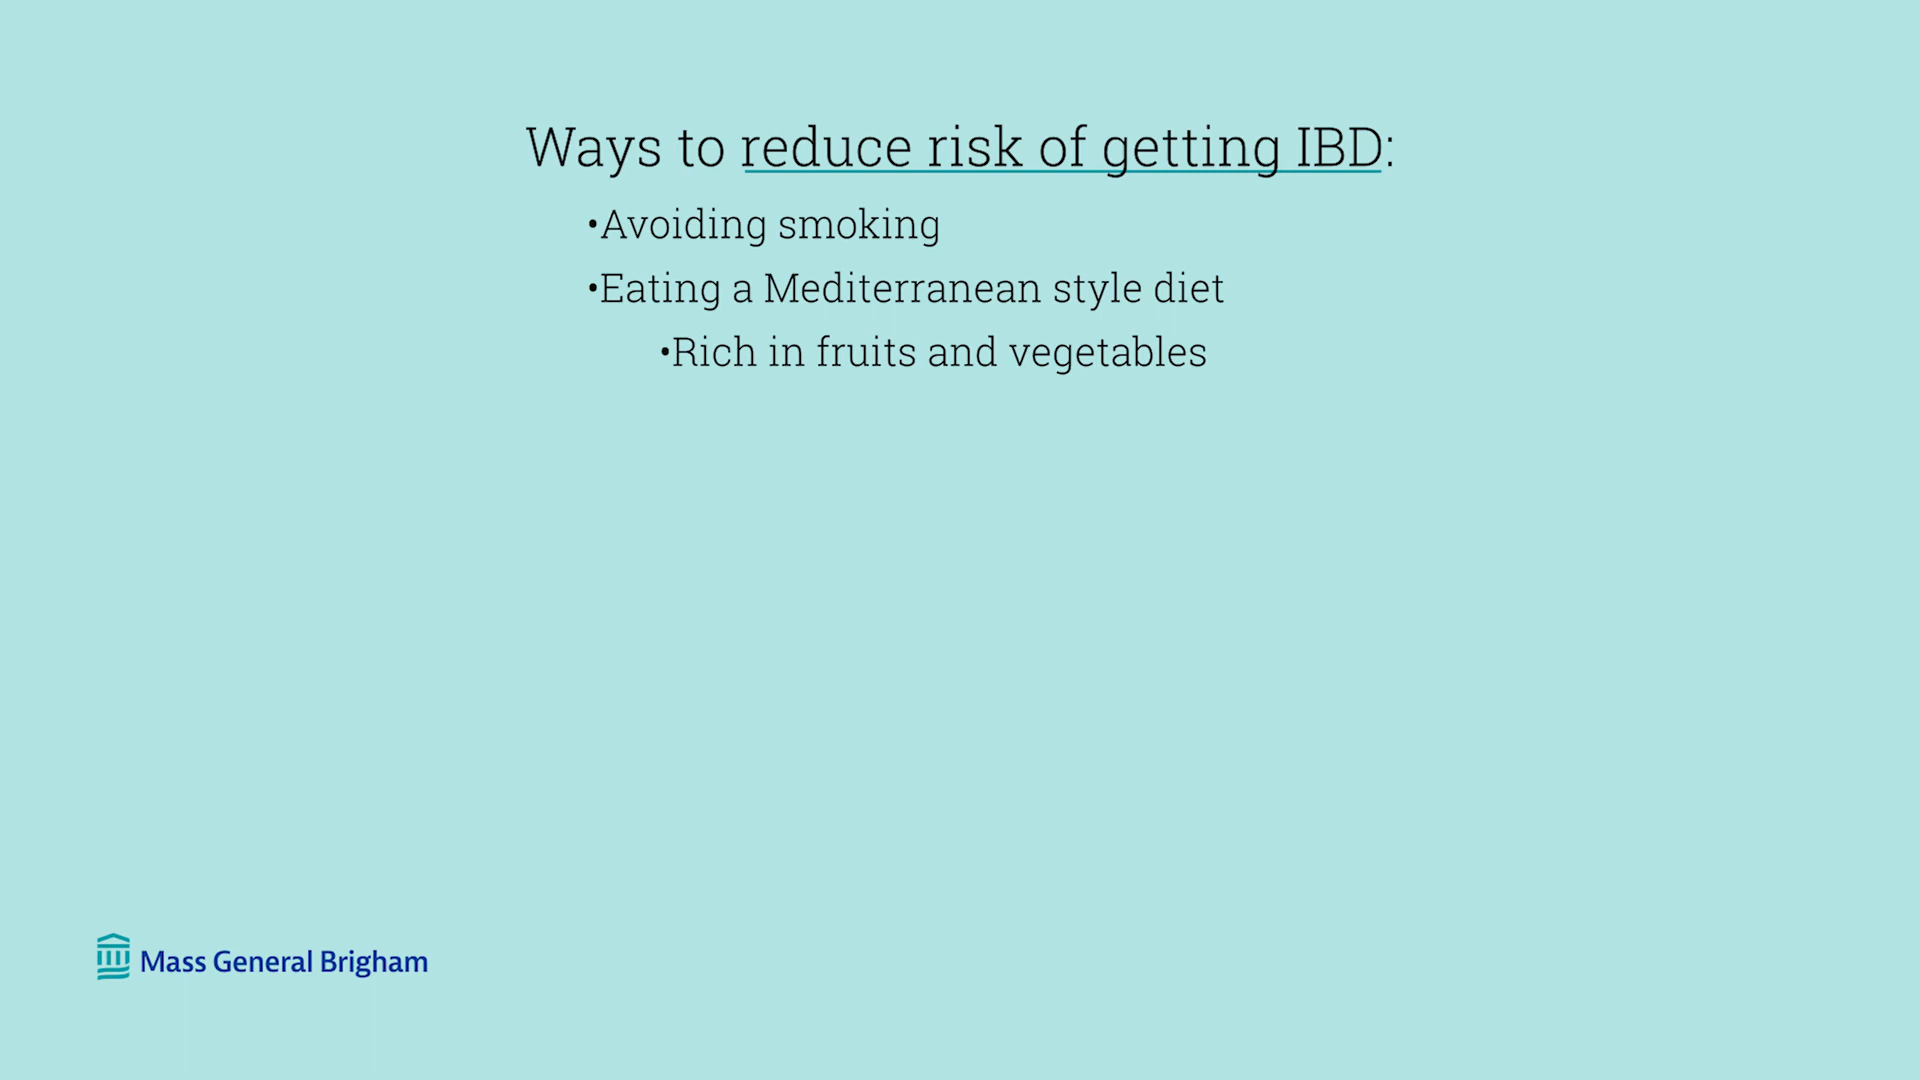 Ways to reduce risk of getting IBD:
•Avoiding smoking
•Eating a Mediterranean style diet
•Rich in fruits and vegetables
Mass General Brigham